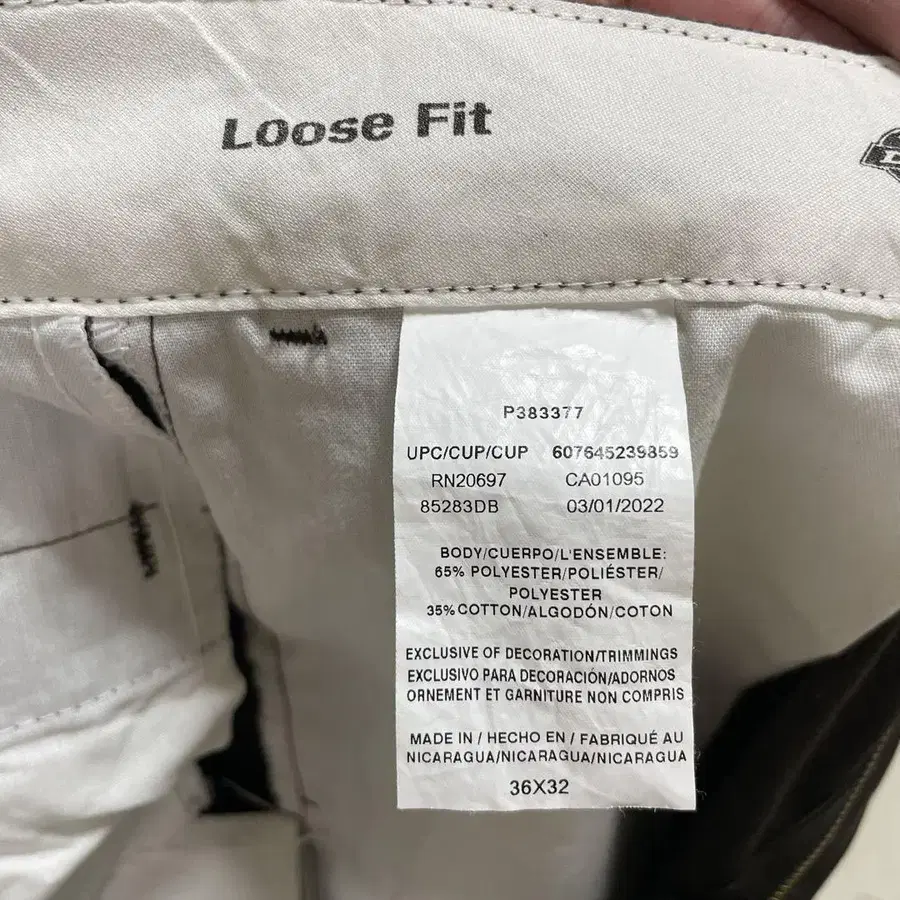 Loose Fit
P383377
UPC/CUP/CUP 607645239859
RN20697 CA01095
85283DB 03/01/2022
BODY/CUERPO/L'ENSEMBLE:
65% POLYESTER/POLIÉSTER/
POLYESTER
35% COTTON/ALGODÓN/COTON
EXCLUSIVE OF DECORATION/TRIMMINGS
EXCLUSIVO PARA DECORACIÓN/ADORNOS
ORNEMENT ET GARNITURE NON COMPRIS
MADE IN / HECHO EN / FABRIQUÉ AU
NICARAGUA/NICARAGUA/NICARAGUA
36X32